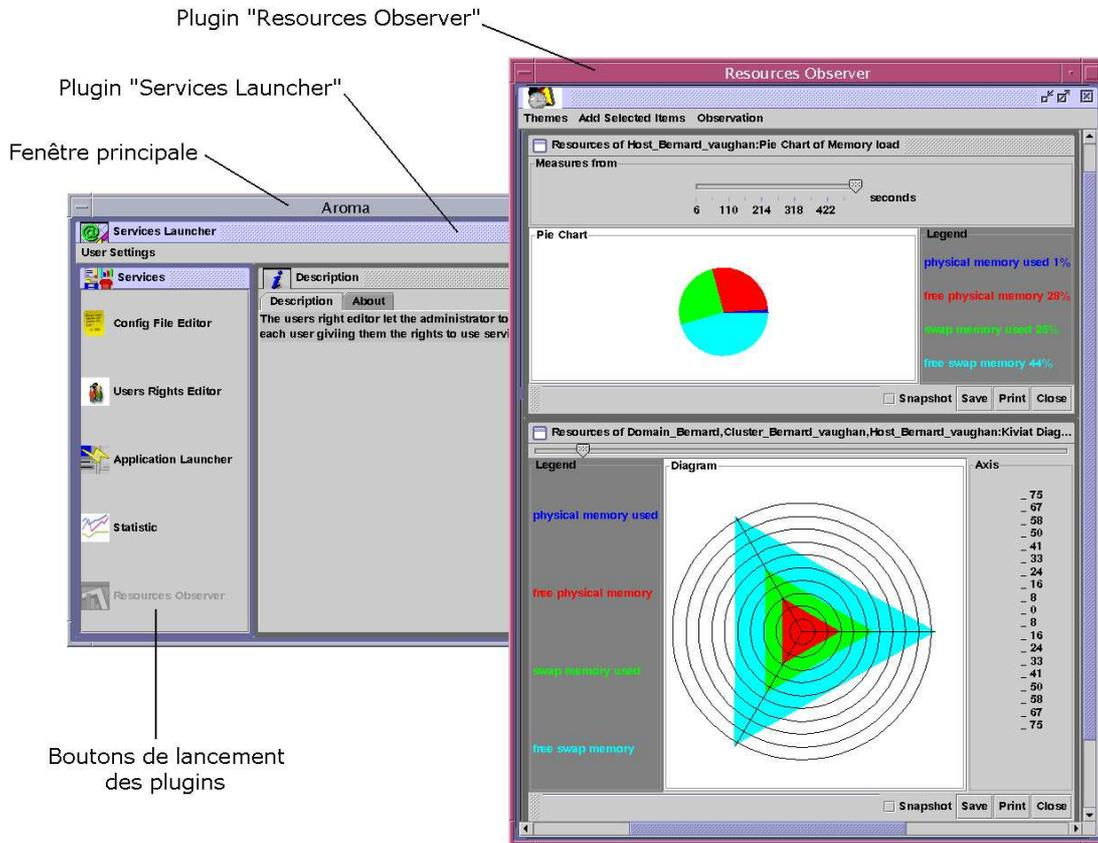 Plugin "Resources Observer"
Plugin "Services Launcher"
Fenêtre principale
Aroma
Services Launcher
User Settings
Services
Config File Editor
Users Rights Editor
Application Launcher
Statistic
Resources Observer
Description
Description About
The users right editor let the administrator to
each user giviing them the rights to use servi
Boutons de lancement
des plugins
Resources Observer
Themes Add Selected Items Observation
Resources of Host_Bernard_vaughan:Pie Chart of Memory load
Measures from
seconds
6 110 214 318 422
Pie Chart
Legend
physical memory used 1%
free physical memory 28%
swap memory used 25%
free swap memory 44%
Snapshot Save Print Close
Resources of Domain_Bernard,Cluster_Bernard_vaughan,Host_Bernard_vaughan:Kiviat Diag...
Legend
physical memory used
free physical memory
swap memory used
free swap memory
Diagram
Axis
_ 75
_ 67
_ 58
_ 50
_ 41
_ 33
_ 24
_ 16
_ 8
_ 0
_ 8
_ 16
_ 24
_ 33
_ 41
_ 50
_ 58
_ 67
_ 75
Snapshot Save Print Close